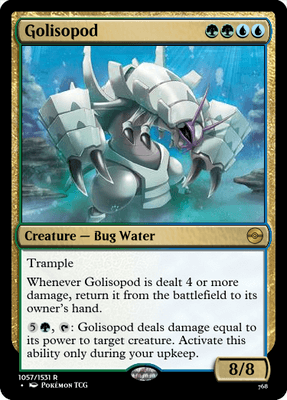 Golisopod
Creature — Bug Water
Trample
Whenever Golisopod is dealt 4 or more
damage, return it from the battlefield to its
owner's hand.
5, : Golisopod deals damage equal to
its power to target creature. Activate this
ability only during your upkeep.
8/8
1057/1531 R
• Pokémon TCG
768